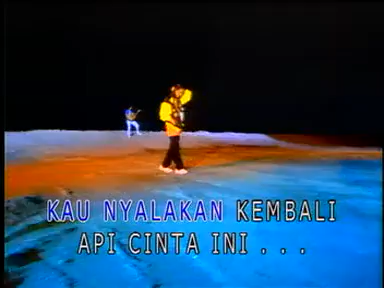 KAU NYALAKAN KEMBALI
API CINTA INI . . .